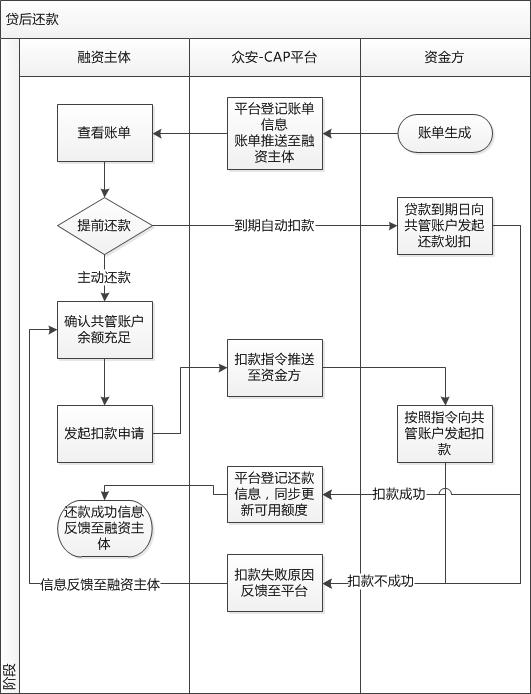 贷后还款
融资主体
众安-CAP平台
资金方
查看账单
平台登记账单
信息
账单推送至融
资主体
账单生成
提前还款
到期自动扣款
贷款到期日向
共管账户发起
还款划扣
主动还款
确认共管账户
余额充足
扣款指令推送
至资金方
发起扣款申请
按照指令向共
管账户发起扣
款
平台登记还款
信息，同步更
新可用额度
扣款成功
还款成功信息
反馈至融资主
体
扣款失败原因
反馈至平台
扣款不成功
信息反馈至融资主体
阶段